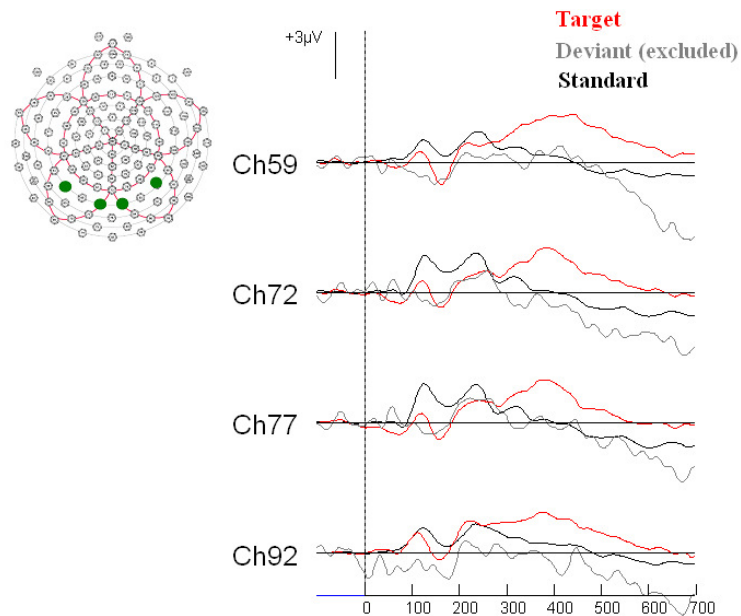 Target
+3μV
Deviant (excluded)
Standard
Ch59
Ch72
Ch77
Ch92
0 100 200 300 400 500 600 700